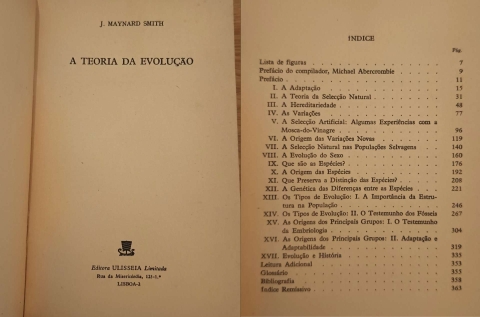 J. MAYNARD SMITH
A TEORIA DA EVOLUÇÃO
Editora ULISSEIA Limitada
Rua da Misericórdia,
LISBOA-2
ÍNDICE
Pág.
Lista de figuras 7
Prefácio do compilador, Michael Abercrombie 9
Prefácio 11
I. A Adaptação 15
II. A Teoria da Selecção Natural 31
III. A Hereditariedade 48
IV. As Variações 77
V. A Selecção Artificial: Algumas Experiências com a
Mosca-do-Vinagre 96
VI. A Origem das Variações Novas 119
VII. A Selecção Natural nas Populações Selvagens 140
VIII. A Evolução do Sexo 160
IX. Que são as Espécies? 176
X. A Origem das Espécies 192
XI. Que Preserva a Distinção das Espécies? 208
XII. A Genética das Diferenças entre as Espécies 221
XIII. Os Tipos de Evolução: I. A Importância da Estru-
tura na População 246
XIV. Os Tipos de Evolução: II. O Testemunho dos Fósseis 267
XV. As Origens dos Principais Grupos: I. O Testemunho
da Embriologia 304
XVI. As Origens dos Principais Grupos: II. Adaptação e
Adaptabilidade 319
XVII. Evolução e História 333
Leitura Adicional 353
Glossário 355
Bibliografia 358
Índice Remissivo 363